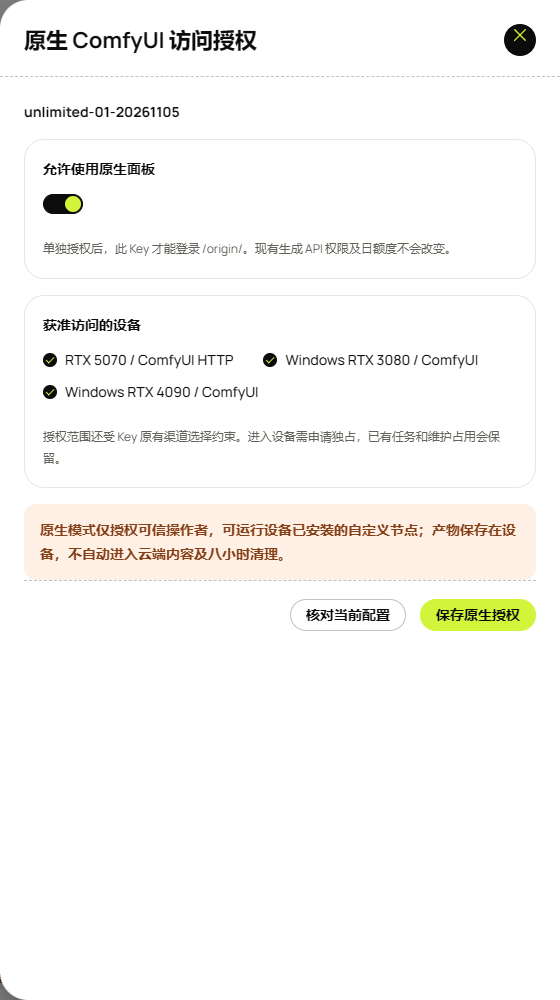 原生 ComfyUI 访问授权
unlimited-01-20261105
允许使用原生面板
单独授权后，此 Key 才能登录 /origin/。现有生成 API 权限及日额度不会改变。
获准访问的设备
RTX 5070 / ComfyUI HTTP
Windows RTX 3080 / ComfyUI
Windows RTX 4090 / ComfyUI
授权范围还受 Key 原有渠道选择约束。进入设备需申请独占，已有任务和维护占用会保
留。
原生模式仅授权可信操作者，可运行设备已安装的自定义节点；产物保存在设
备，不自动进入云端内容及八小时清理。
核对当前配置
保存原生授权